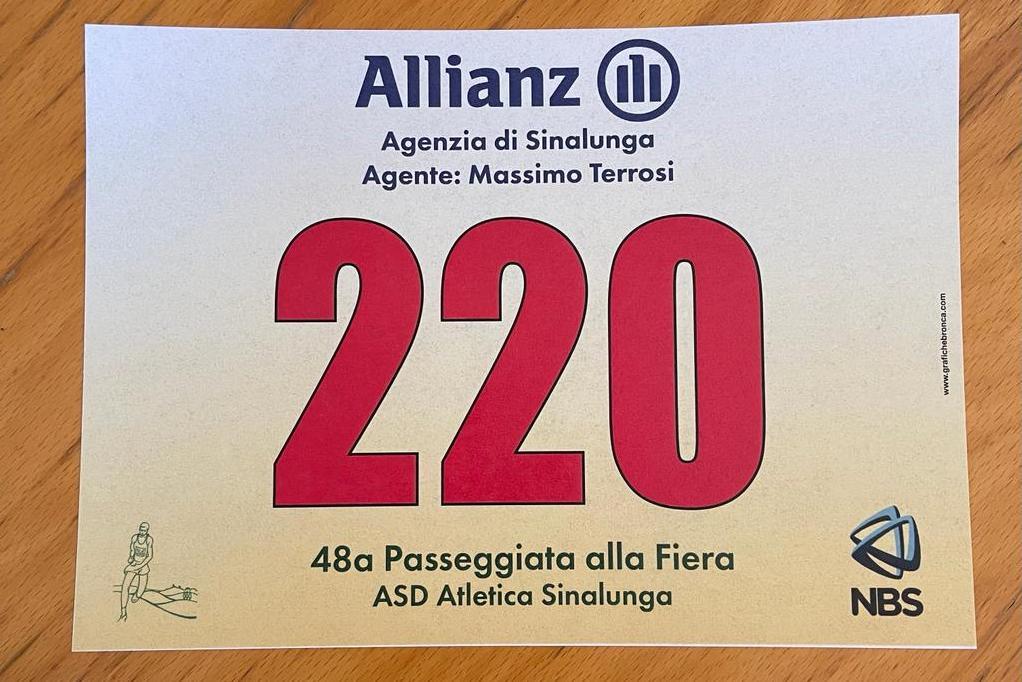 Allianz
Agenzia di Sinalunga
Agente: Massimo Terrosi
220
www.grafichebronca.com
48a Passeggiata alla Fiera
ASD Atletica Sinalunga
NBS